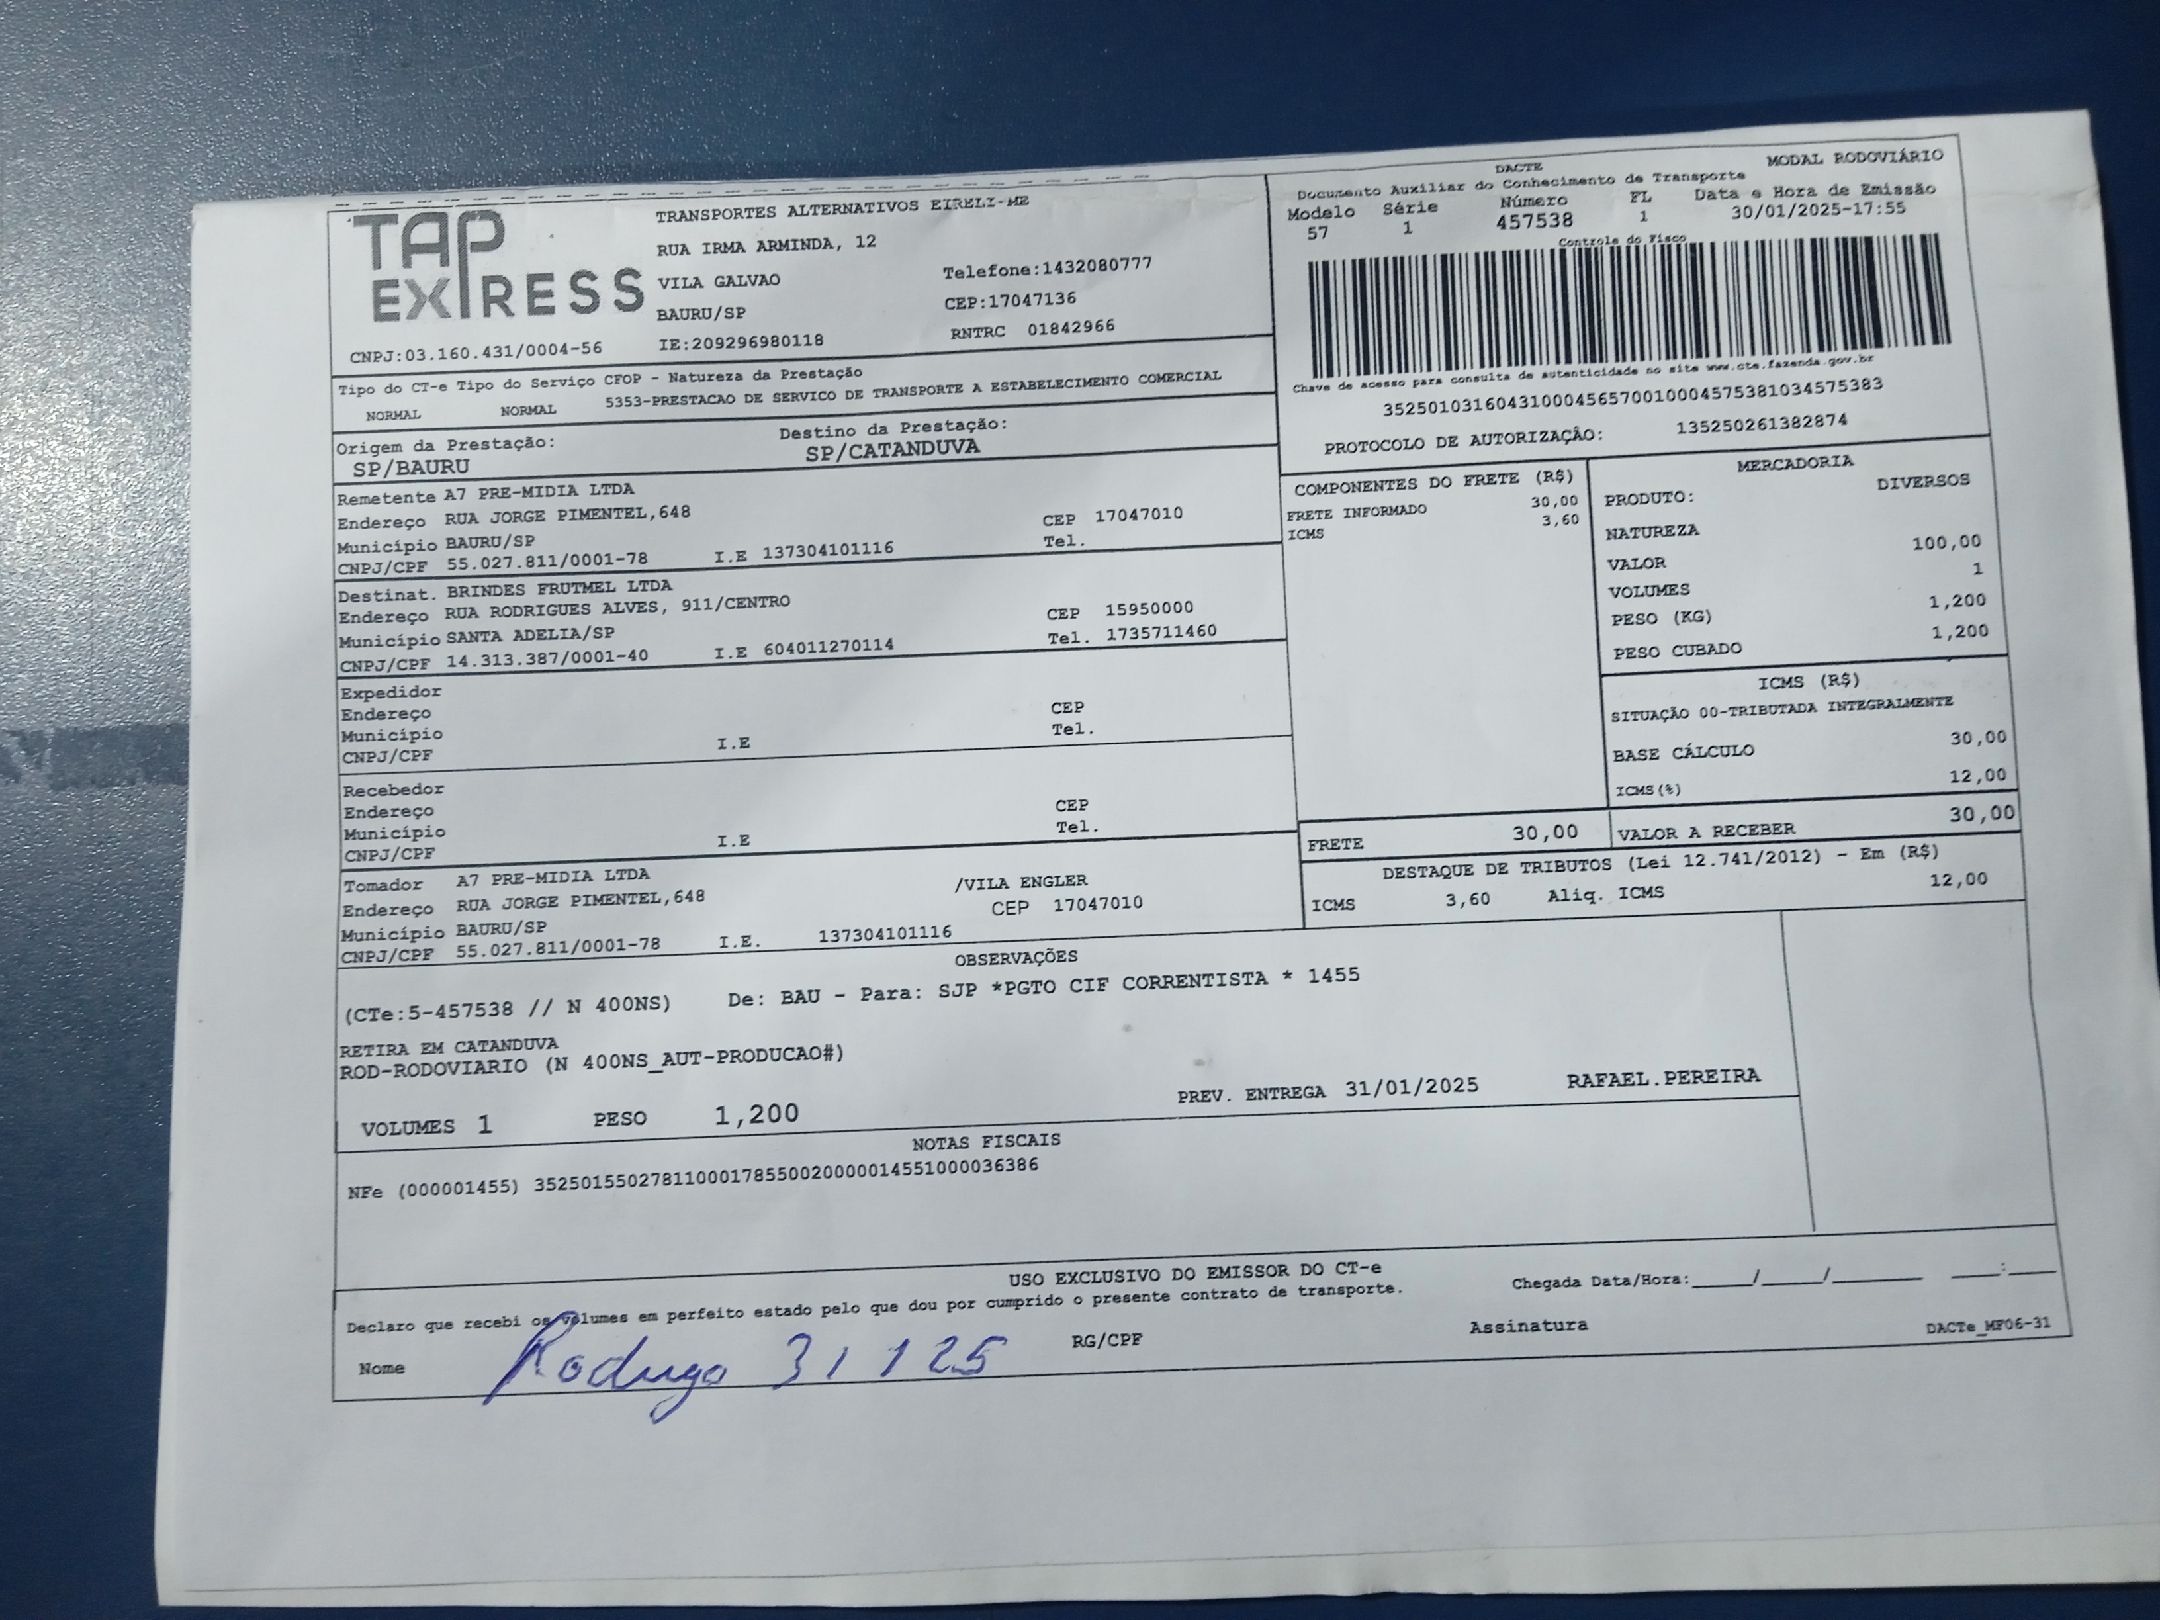 TAP
EXPRESS
TRANSPORTES ALTERNATIVOS EIRELI-ME
RUA IRMA ARMINDA, 12
VILA GALVAO Telefone:1432080777
BAURU/SP CEP:17047136
CNPJ:03.160.431/0004-56 IE:209296980118 RNTRC 01842966
DACTE MODAL RODOVIÁRIO
Documento Auxiliar do Conhecimento de Transporte
Modelo Série Número FL Data e Hora de Emissão
57 1 457538 1 30/01/2025-17:55
Controle do Fisco
Chave de acesso para consulta de autenticidade no site www.cte.fazenda.gov.br
35250103160431000456570010004575381034575383
PROTOCOLO DE AUTORIZAÇÂO: 135250261382874
Tipo do CT-e Tipo do Serviço CFOP - Natureza da Prestação
NORMAL NORMAL 5353-PRESTACAO DE SERVICO DE TRANSPORTE A ESTABELECIMENTO COMERCIAL
Origem da Prestação: Destino da Prestação:
SP/BAURU SP/CATANDUVA
Remetente A7 PRE-MIDIA LTDA
Endereço RUA JORGE PIMENTEL,648 CEP 17047010
Município BAURU/SP Tel.
CNPJ/CPF 55.027.811/0001-78 I.E 137304101116
Destinat. BRINDES FRUTMEL LTDA
Endereço RUA RODRIGUES ALVES, 911/CENTRO CEP 15950000
Município SANTA ADELIA/SP Tel. 1735711460
CNPJ/CPF 14.313.387/0001-40 I.E 604011270114
Expedidor
Endereço CEP
Município Tel.
CNPJ/CPF I.E
Recebedor
Endereço CEP
Município Tel.
CNPJ/CPF I.E
Tomador A7 PRE-MIDIA LTDA /VILA ENGLER
Endereço RUA JORGE PIMENTEL,648 CEP 17047010
Município BAURU/SP
CNPJ/CPF 55.027.811/0001-78 I.E. 137304101116
COMPONENTES DO FRETE (R$)
FRETE INFORMADO 30,00
ICMS 3,60
MERCADORIA
PRODUTO: DIVERSOS
NATUREZA
VALOR 100,00
VOLUMES 1
PESO (KG) 1,200
PESO CUBADO 1,200
ICMS (R$)
SITUAÇÃO 00-TRIBUTADA INTEGRALMENTE
BASE CÁLCULO 30,00
ICMS(%) 12,00
FRETE 30,00 VALOR A RECEBER 30,00
DESTAQUE DE TRIBUTOS (Lei 12.741/2012) - Em (R$)
ICMS 3,60 Aliq. ICMS 12,00
OBSERVAÇÕES
(CTe:5-457538 // N 400NS) De: BAU - Para: SJP *PGTO CIF CORRENTISTA * 1455
RETIRA EM CATANDUVA
ROD-RODOVIARIO (N 400NS_AUT-PRODUCAO#)
VOLUMES 1 PESO 1,200 PREV. ENTREGA 31/01/2025 RAFAEL.PEREIRA
NOTAS FISCAIS
NFe (000001455) 35250155027811000178550020000014551000036386
USO EXCLUSIVO DO EMISSOR DO CT-e
Declaro que recebi os volumes em perfeito estado pelo que dou por cumprido o presente contrato de transporte. Chegada Data/Hora:_____/_____/_______ ____:____
Nome Rodrigo 31 1 25 RG/CPF Assinatura DACTe_MF06-31